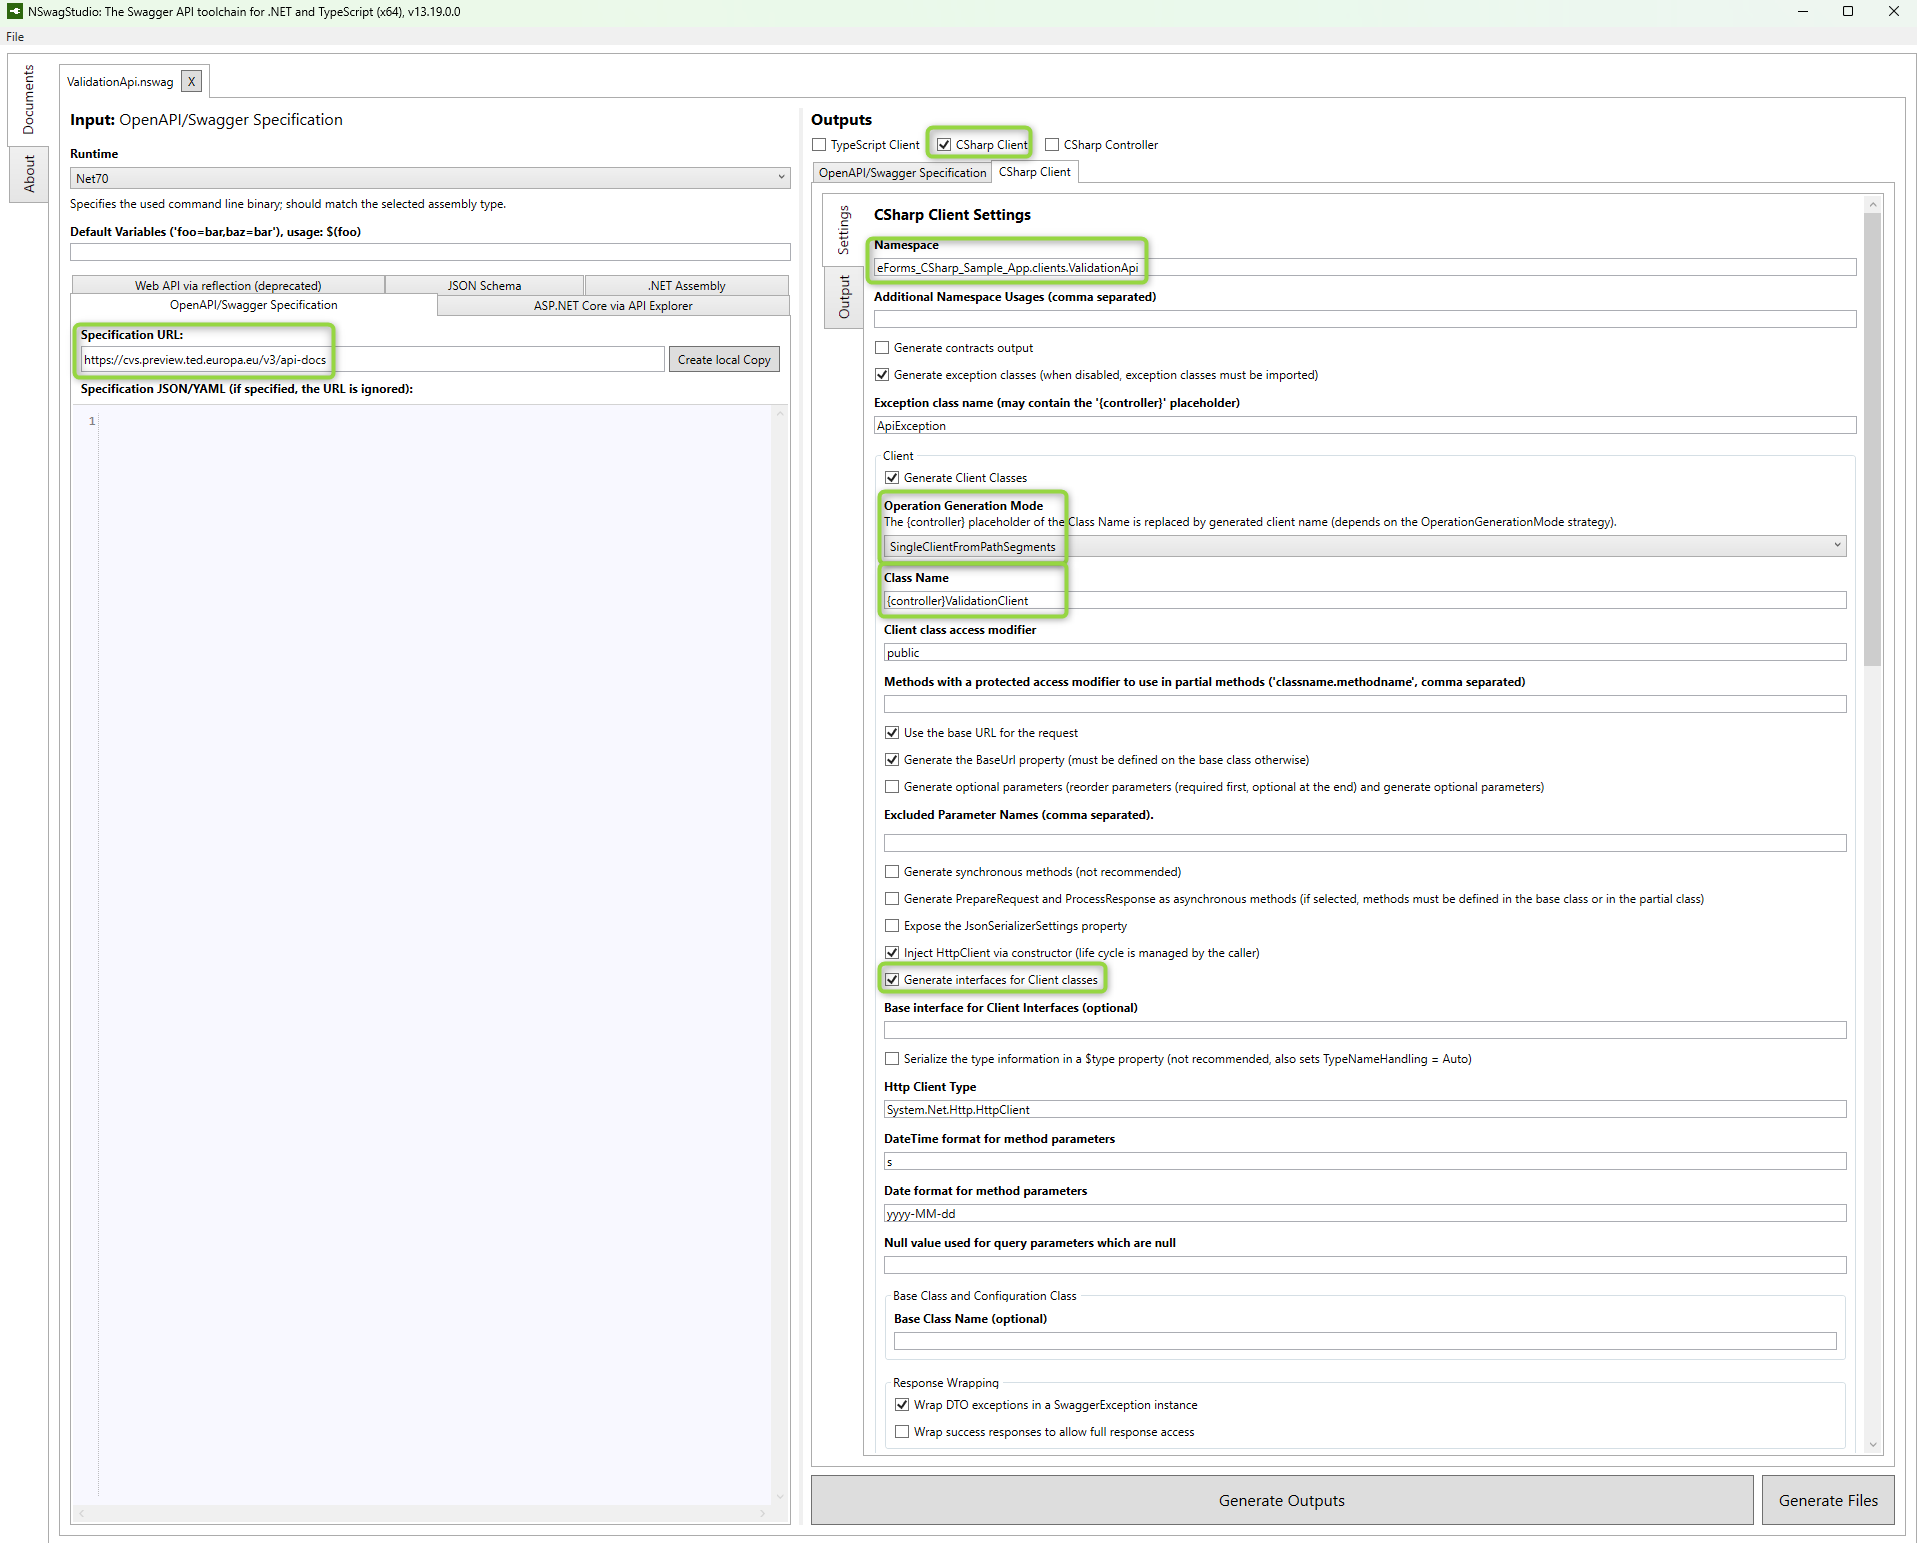 NSwagStudio: The Swagger API toolchain for .NET and TypeScript (x64), v13.19.0.0
File
Documents
About
ValidationApi.nswag X
Input: OpenAPI/Swagger Specification
Runtime
Net70
Specifies the used command line binary; should match the selected assembly type.
Default Variables ('foo=bar,baz=bar'), usage: $(foo)
Web API via reflection (deprecated) JSON Schema .NET Assembly
OpenAPI/Swagger Specification ASP.NET Core via API Explorer
Specification URL:
https://cvs.preview.ted.europa.eu/v3/api-docs Create local Copy
Specification JSON/YAML (if specified, the URL is ignored):
1
Outputs
TypeScript Client CSharp Client CSharp Controller
OpenAPI/Swagger Specification CSharp Client
Settings
Output
CSharp Client Settings
Namespace
eForms_CSharp_Sample_App.clients.ValidationApi
Additional Namespace Usages (comma separated)
Generate contracts output
Generate exception classes (when disabled, exception classes must be imported)
Exception class name (may contain the '{controller}' placeholder)
ApiException
Client
Generate Client Classes
Operation Generation Mode
The {controller} placeholder of the Class Name is replaced by generated client name (depends on the OperationGenerationMode strategy).
SingleClientFromPathSegments
Class Name
{controller}ValidationClient
Client class access modifier
public
Methods with a protected access modifier to use in partial methods ('classname.methodname', comma separated)
Use the base URL for the request
Generate the BaseUrl property (must be defined on the base class otherwise)
Generate optional parameters (reorder parameters (required first, optional at the end) and generate optional parameters)
Excluded Parameter Names (comma separated).
Generate synchronous methods (not recommended)
Generate PrepareRequest and ProcessResponse as asynchronous methods (if selected, methods must be defined in the base class or in the partial class)
Expose the JsonSerializerSettings property
Inject HttpClient via constructor (life cycle is managed by the caller)
Generate interfaces for Client classes
Base interface for Client Interfaces (optional)
Serialize the type information in a $type property (not recommended, also sets TypeNameHandling = Auto)
Http Client Type
System.Net.Http.HttpClient
DateTime format for method parameters
s
Date format for method parameters
yyyy-MM-dd
Null value used for query parameters which are null
Base Class and Configuration Class
Base Class Name (optional)
Response Wrapping
Wrap DTO exceptions in a SwaggerException instance
Wrap success responses to allow full response access
Generate Outputs Generate Files